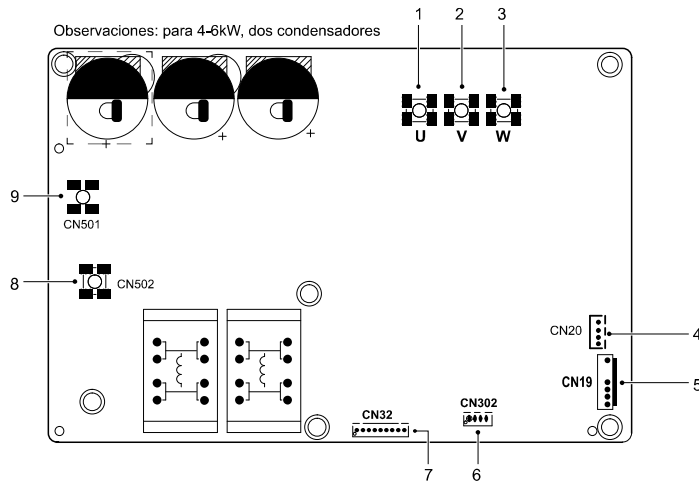 Observaciones: para 4-6kW, dos condensadores
1 2 3
U V W
9
CN501
8
CN502
CN20
4
CN19
5
CN302
CN32
7 6